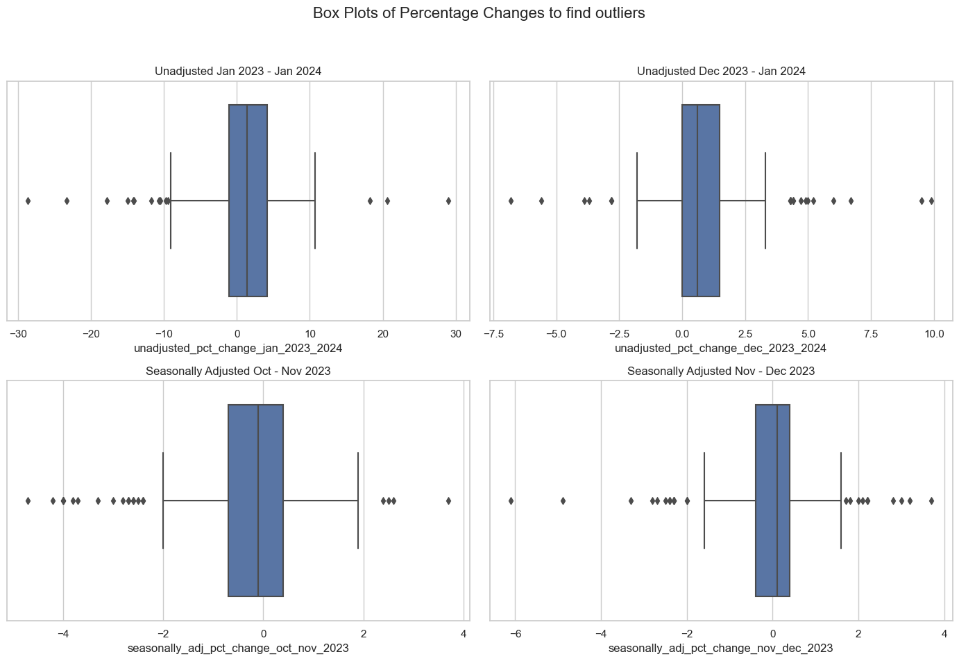 Box Plots of Percentage Changes to find outliers
Unadjusted Jan 2023 - Jan 2024
−30 −20 −10 0 10 20 30
unadjusted_pct_change_jan_2023_2024
Unadjusted Dec 2023 - Jan 2024
−7.5 −5.0 −2.5 0.0 2.5 5.0 7.5 10.0
unadjusted_pct_change_dec_2023_2024
Seasonally Adjusted Oct - Nov 2023
−4 −2 0 2 4
seasonally_adj_pct_change_oct_nov_2023
Seasonally Adjusted Nov - Dec 2023
−6 −4 −2 0 2 4
seasonally_adj_pct_change_nov_dec_2023